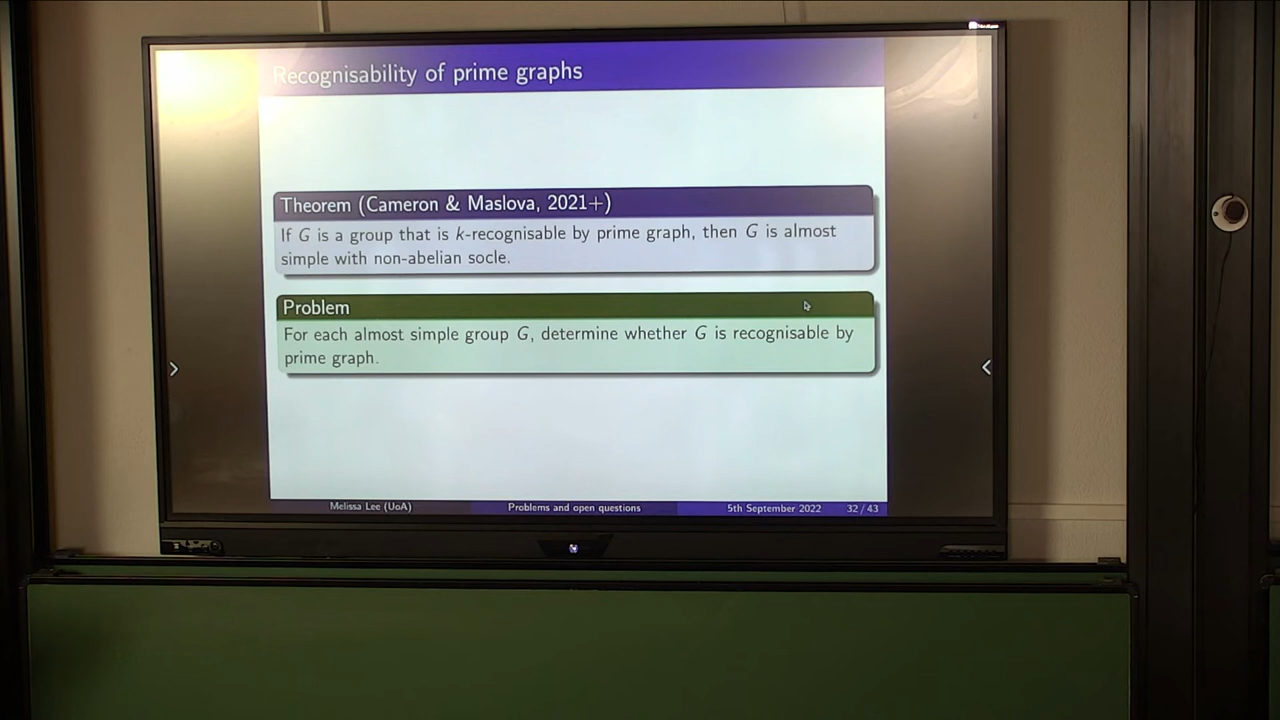 Recognisability of prime graphs
Theorem (Cameron & Maslova, 2021+)
If G is a group that is k-recognisable by prime graph, then G is almost
simple with non-abelian socle.
Problem
For each almost simple group G, determine whether G is recognisable by
prime graph.
Melissa Lee (UoA) Problems and open questions 5th September 2022 32 / 43